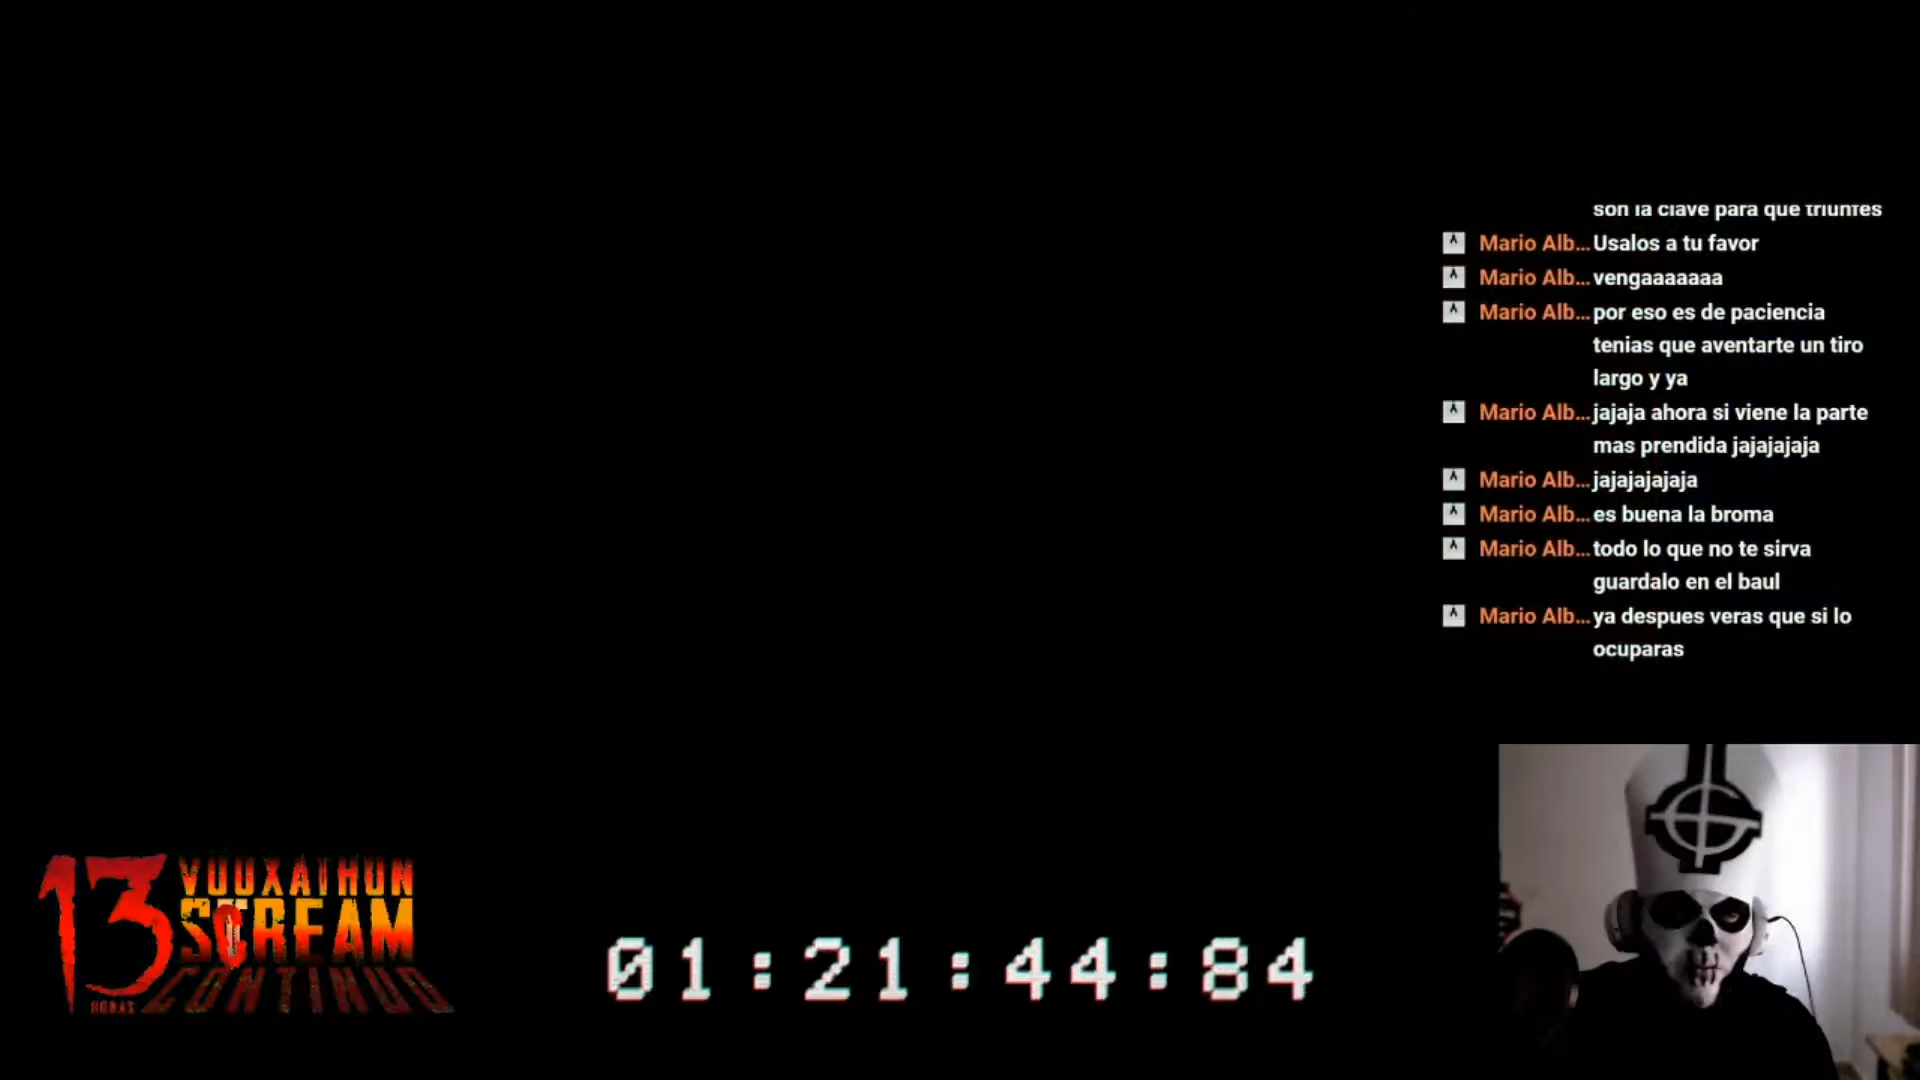 son la clave para que triunfes
Mario Alb... Usalos a tu favor
Mario Alb... vengaaaaaaa
Mario Alb... por eso es de paciencia
tenias que aventarte un tiro
largo y ya
Mario Alb... jajaja ahora si viene la parte
mas prendida jajajajaja
Mario Alb... jajajajajaja
Mario Alb... es buena la broma
Mario Alb... todo lo que no te sirva
guardalo en el baul
Mario Alb... ya despues veras que si lo
ocuparas
13
HORAS
VOUXATHON
SCREAM
CONTINUO
01:21:44:84